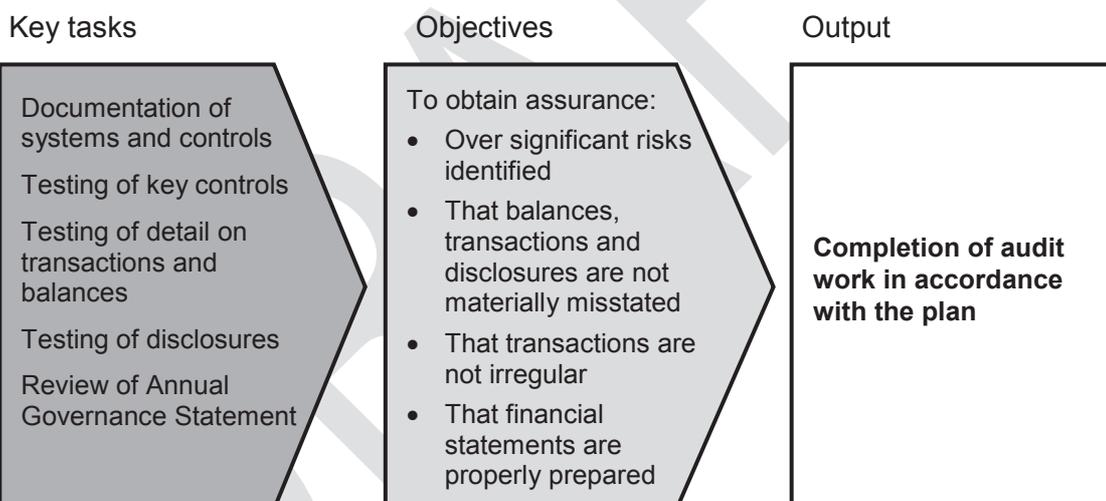 Key tasks
Objectives
Output
Documentation of
systems and controls
Testing of key controls
Testing of detail on
transactions and
balances
Testing of disclosures
Review of Annual
Governance Statement
To obtain assurance:
• Over significant risks
identified
• That balances,
transactions and
disclosures are not
materially misstated
• That transactions are
not irregular
• That financial
statements are
properly prepared
Completion of audit
work in accordance
with the plan